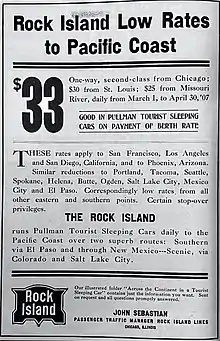 Rock Island Low Rates
to Pacific Coast
$33
One-way, second-class from Chicago;
$30 from St. Louis; $25 from Missouri
River, daily from March 1, to April 30, '07
GOOD IN PULLMAN TOURIST SLEEPING
CARS ON PAYMENT OF BERTH RATE
THESE rates apply to San Francisco, Los Angeles
and San Diego, California, and to Phoenix, Arizona.
Similar reductions to Portland, Tacoma, Seattle,
Spokane, Helena, Butte, Ogden, Salt Lake City, Mexico
City and El Paso. Correspondingly low rates from all
other eastern and southern points. Certain stop-over
privileges.
THE ROCK ISLAND
runs Pullman Tourist Sleeping Cars daily to the
Pacific Coast over two superb routes: Southern
via El Paso and through New Mexico—Scenic, via
Colorado and Salt Lake City.
Rock
Island
Our illustrated folder "Across the Continent in a Tourist
Sleeping Car" contains just the information you want. Sent
on request and all questions promptly answered.
JOHN SEBASTIAN
PASSENGER TRAFFIC MANAGER ROCK ISLAND LINES
CHICAGO, ILLINOIS